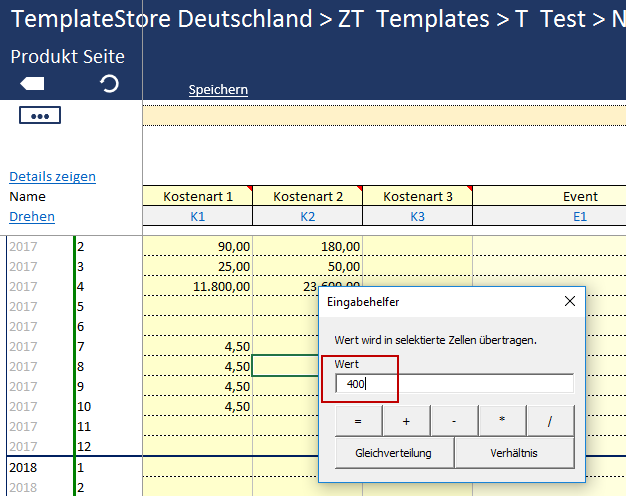 TemplateStore Deutschland > ZT Templates > T Test > N
Produkt Seite
Speichern
•••
Details zeigen
Name Kostenart 1 Kostenart 2 Kostenart 3 Event
Drehen K1 K2 K3 E1
2017 2 90,00 180,00
2017 3 25,00 50,00
2017 4 11.800,00 23.600,00
2017 5
2017 6
2017 7 4,50
2017 8 4,50
2017 9 4,50
2017 10 4,50
2017 11
2017 12
2018 1
2018 2
Eingabehelfer
Wert wird in selektierte Zellen übertragen.
Wert
400
= + - * /
Gleichverteilung Verhältnis